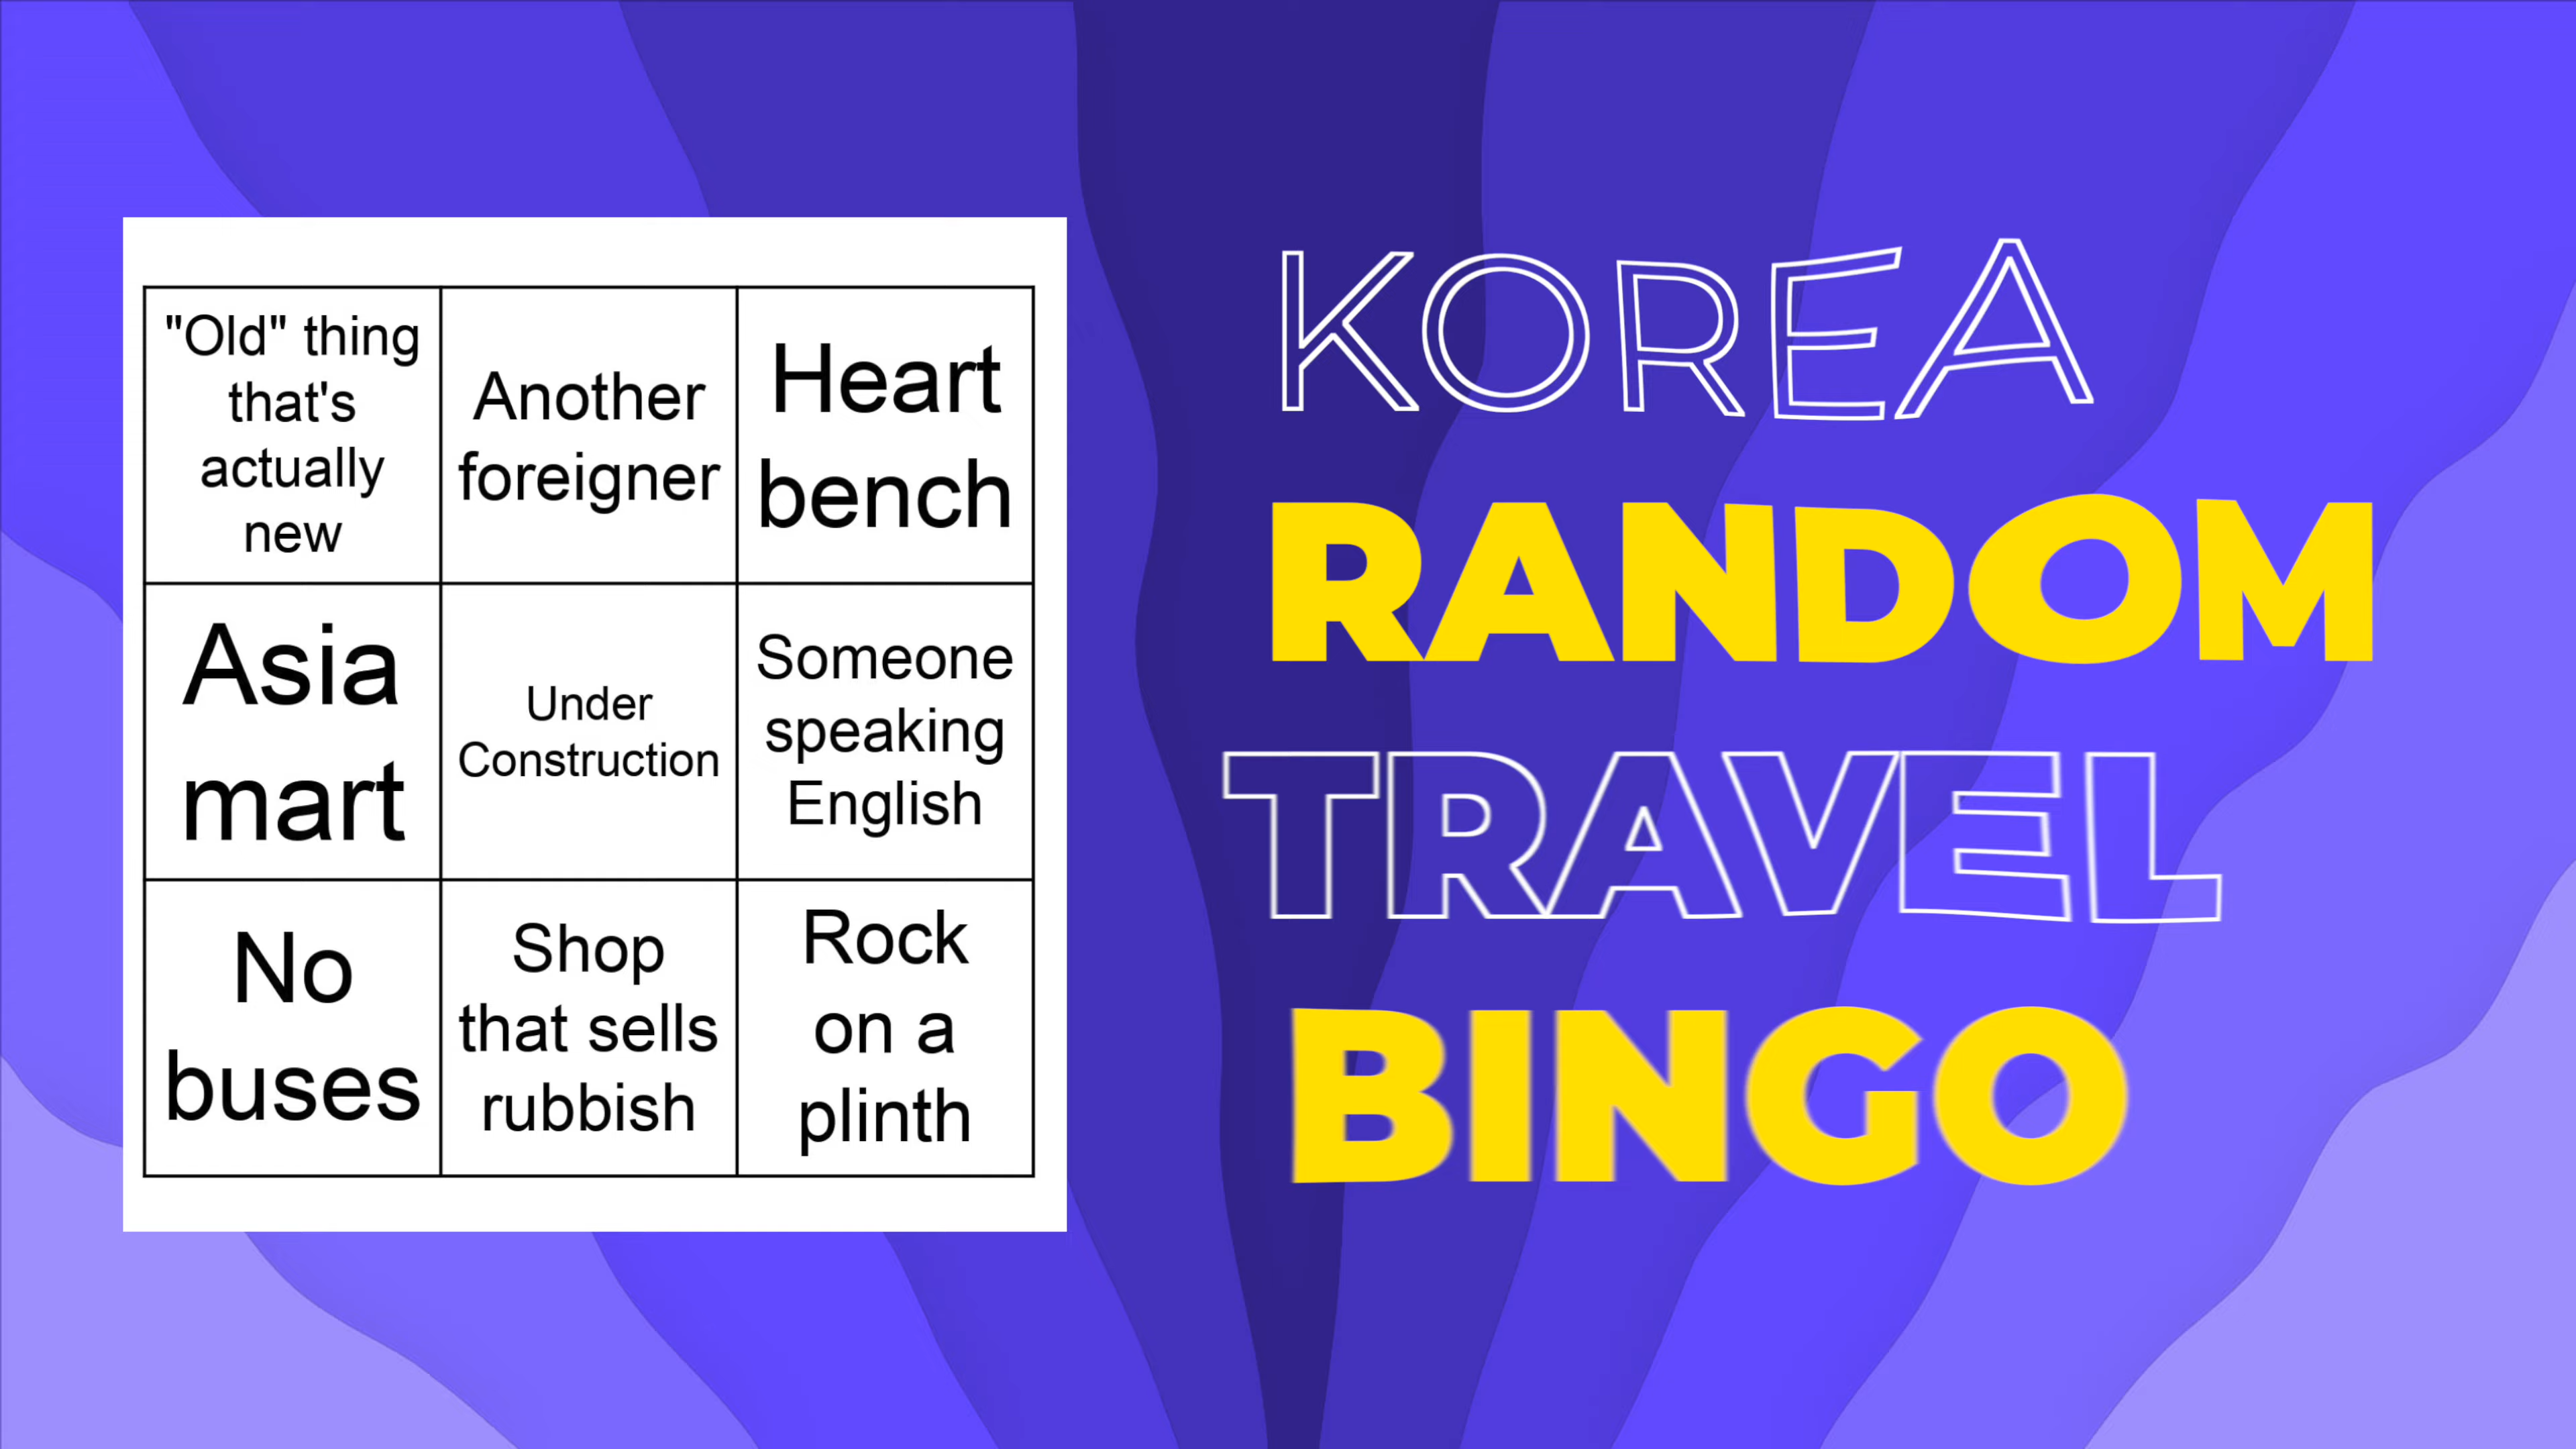 "Old" thing
that's
actually
new
Another
foreigner
Heart
bench
Asia
mart
Under
Construction
Someone
speaking
English
No
buses
Shop
that sells
rubbish
Rock
on a
plinth
KOREA
RANDOM
TRAVEL
BINGO